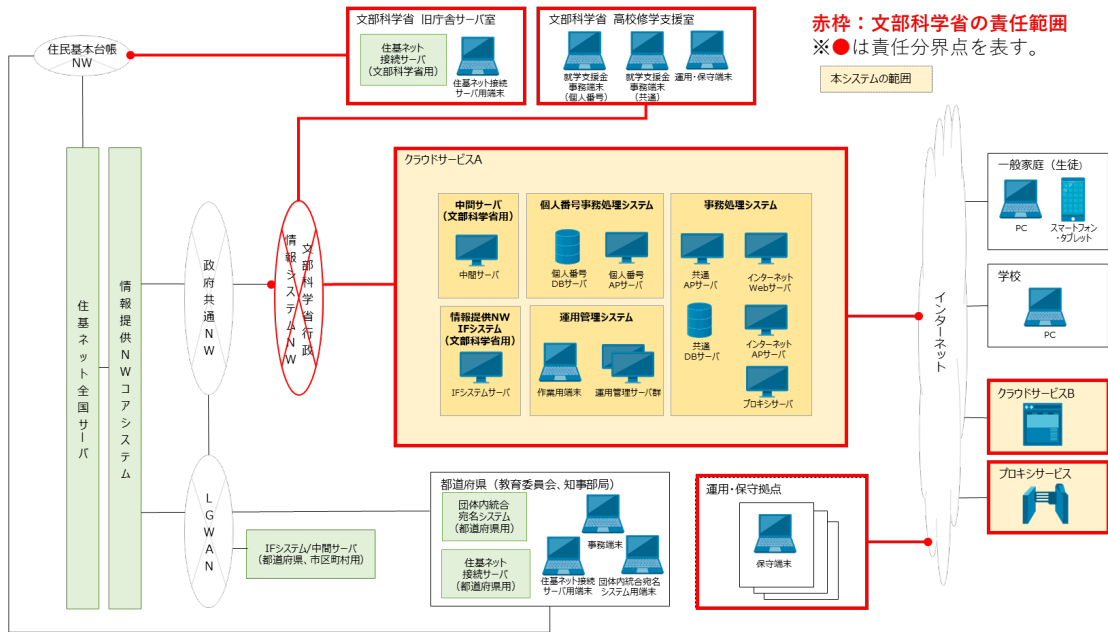 文部科学省 旧庁舎サーバ室
住基ネット
接続サーバ
(文部科学省用)
住基ネット接続
サーバ用端末
文部科学省 高校修学支援室
就学支援金
事務端末
(個人番号)
就学支援金
事務端末
(共通)
運用・保守端末
赤枠：文部科学省の責任範囲
※●は責任分界点を表す。
本システムの範囲
住民基本台帳
NW
住基ネット全国サーバ
情報提供NWコアシステム
政府共通NW
文部科学省行政
情報システムNW
LGWAN
IFシステム/中間サーバ
(都道府県、市区町村用)
クラウドサービスA
中間サーバ
(文部科学省用)
中間サーバ
個人番号事務処理システム
個人番号
DBサーバ
個人番号
APサーバ
事務処理システム
共通
APサーバ
インターネット
Webサーバ
共通
DBサーバ
インターネット
APサーバ
プロキシサーバ
情報提供NW
IFシステム
(文部科学省用)
IFシステムサーバ
運用管理システム
作業用端末
運用管理サーバ群
都道府県（教育委員会、知事部局）
団体内統合
宛名システム
(都道府県用)
住基ネット
接続サーバ
(都道府県用)
事務端末
住基ネット接続
サーバ用端末
団体内統合宛名
システム用端末
運用・保守拠点
保守端末
インターネット
一般家庭（生徒）
PC
スマートフォン
・タブレット
学校
PC
クラウドサービスB
プロキシサービス